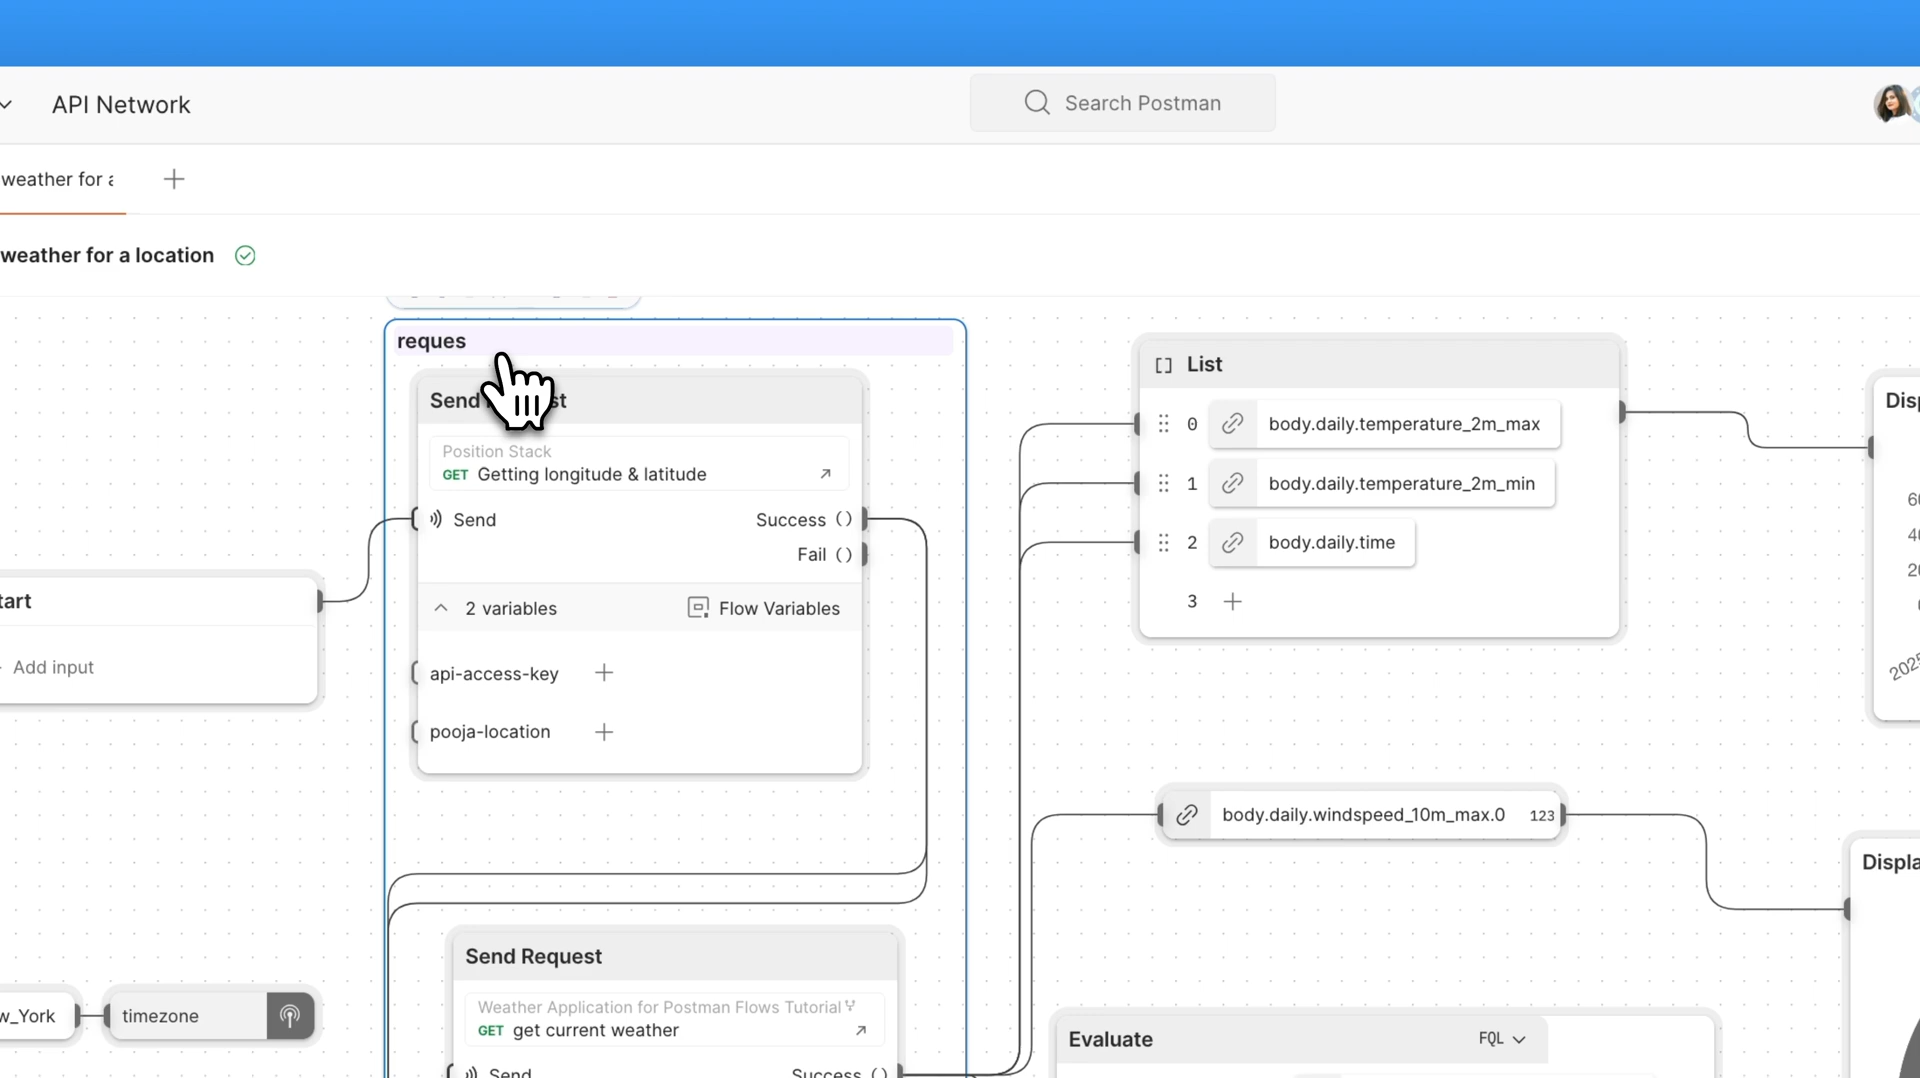 API Network
Search Postman
weather for a
weather for a location
reques
Send
Position Stack
GET Getting longitude & latitude
Send
Success ()
Fail ()
2 variables
Flow Variables
api-access-key
pooja-location
tart
Add input
w_York
timezone
Send Request
Weather Application for Postman Flows Tutorial
GET get current weather
Send
Success ()
[] List
0 body.daily.temperature_2m_max
1 body.daily.temperature_2m_min
2 body.daily.time
3
body.daily.windspeed_10m_max.0 123
Evaluate
FQL
Disp
2025
Displa